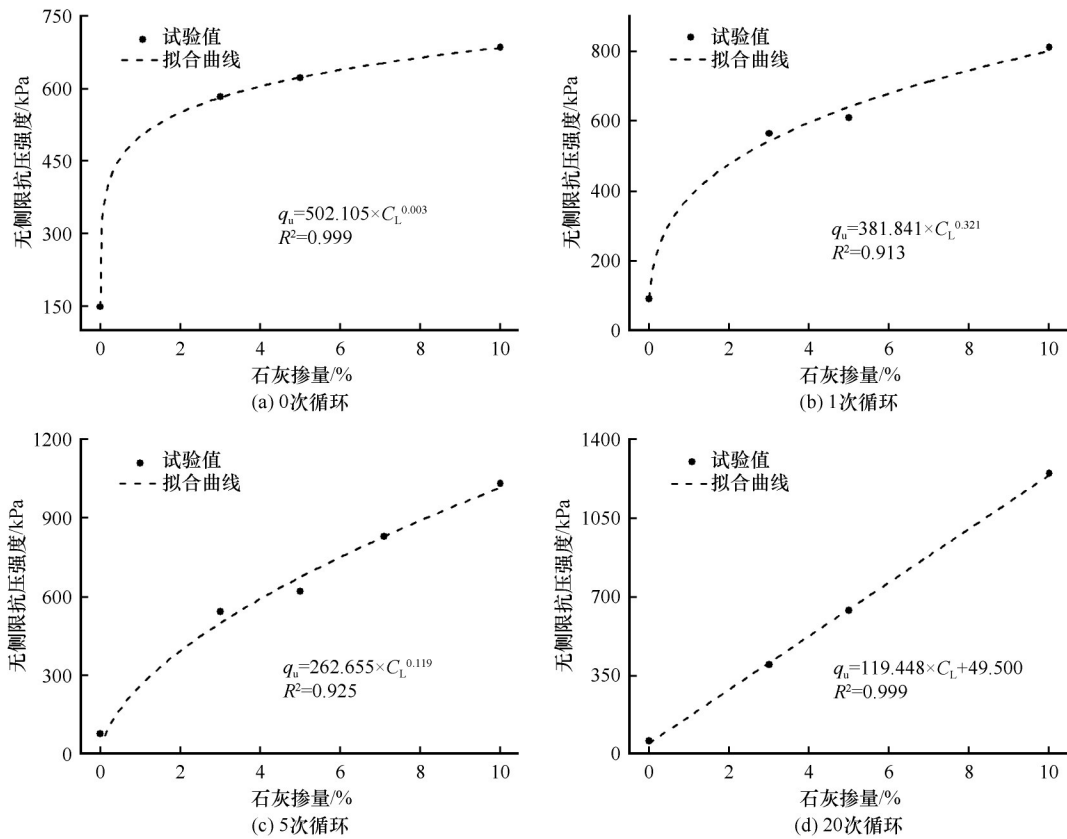 750
600
450
300
150
无侧限抗压强度/kPa
试验值
拟合曲线
qu=502.105×CL^0.003
R²=0.999
0 2 4 6 8 10
石灰掺量/%
(a) 0次循环
800
600
400
200
0
无侧限抗压强度/kPa
试验值
拟合曲线
qu=381.841×CL^0.321
R²=0.913
0 2 4 6 8 10
石灰掺量/%
(b) 1次循环
1200
900
600
300
0
无侧限抗压强度/kPa
试验值
拟合曲线
qu=262.655×CL^0.119
R²=0.925
0 2 4 6 8 10
石灰掺量/%
(c) 5次循环
1400
1050
700
350
0
无侧限抗压强度/kPa
试验值
拟合曲线
qu=119.448×CL+49.500
R²=0.999
0 2 4 6 8 10
石灰掺量/%
(d) 20次循环